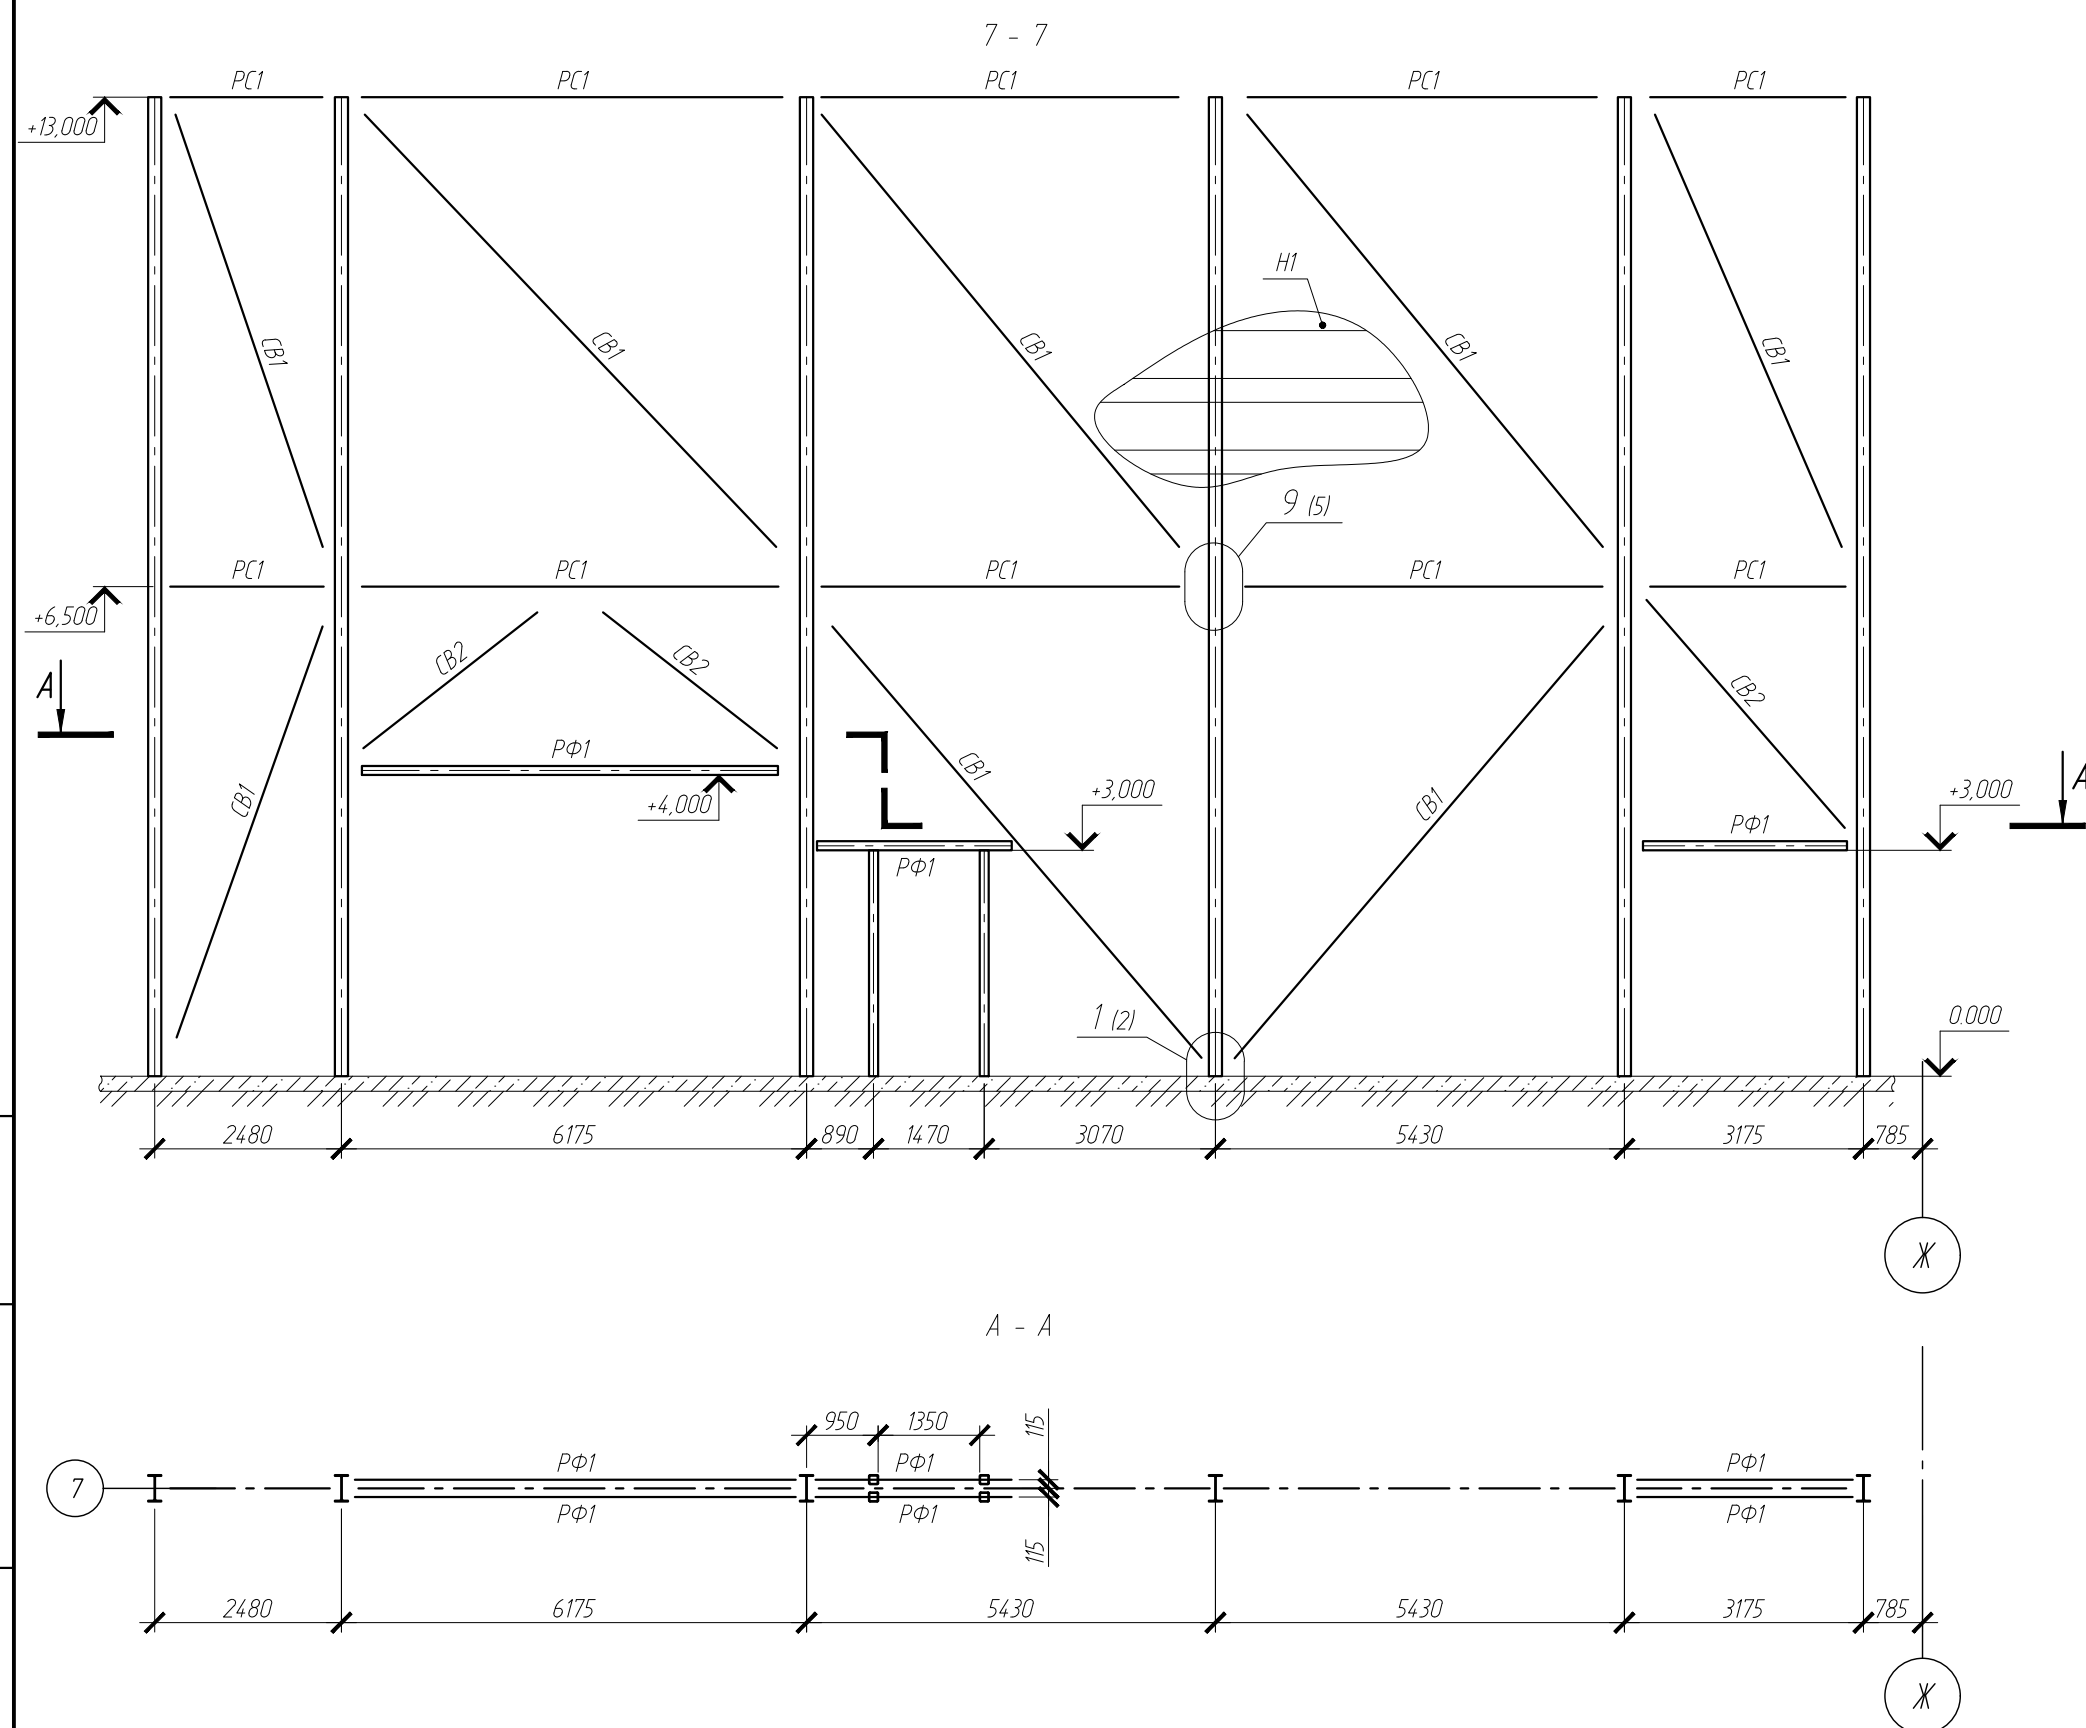 7 - 7
РС1 РС1 РС1 РС1 РС1
+13,000
Н1
СВ1 СВ1 СВ1 СВ1 СВ1
9 (5)
РС1 РС1 РС1 РС1 РС1
+6,500
СВ2 СВ2 СВ2
А
РФ1
СВ1
А
+4,000
+3,000
+3,000
СВ1 СВ1
РФ1
РФ1
1 (2)
0.000
2480 6175 890 1470 3070 5430 3175 785
Ж
А - А
950 1350 115
РФ1 РФ1 РФ1
7
РФ1 РФ1 РФ1
115
2480 6175 5430 5430 3175 785
Ж